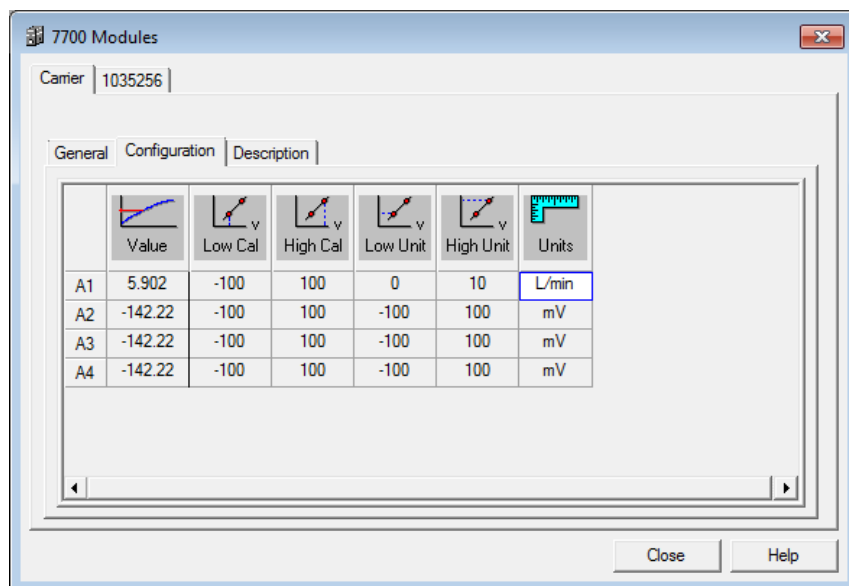 7700 Modules
Carrier 1035256
General Configuration Description
Value Low Cal High Cal Low Unit High Unit Units
A1 5.902 -100 100 0 10 L/min
A2 -142.22 -100 100 -100 100 mV
A3 -142.22 -100 100 -100 100 mV
A4 -142.22 -100 100 -100 100 mV
Close Help